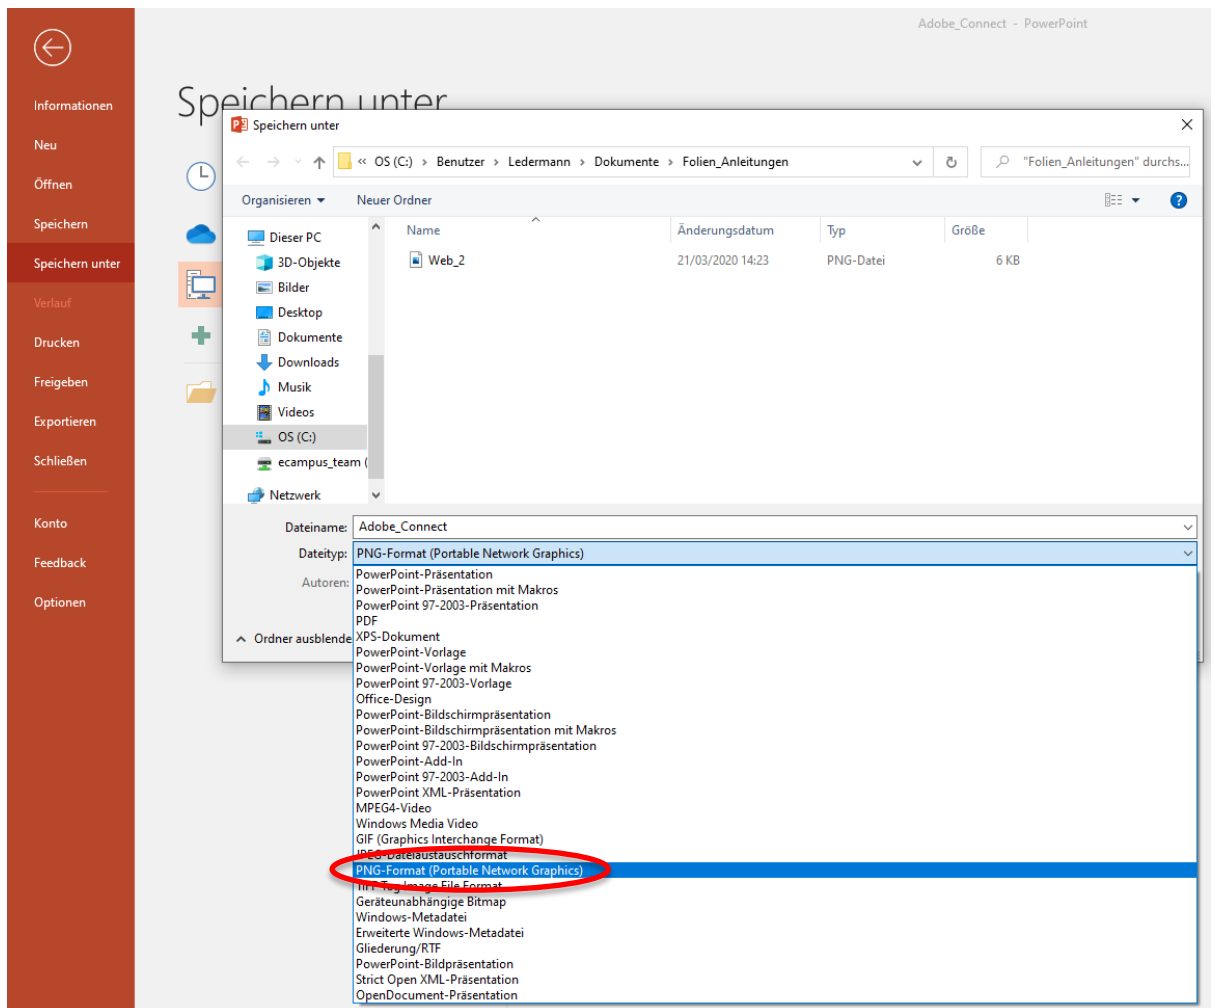 Adobe_Connect - PowerPoint
Informationen
Neu
Öffnen
Speichern
Speichern unter
Verlauf
Drucken
Freigeben
Exportieren
Schließen
Konto
Feedback
Optionen
Speichern unter
Speichern unter
« OS (C:) › Benutzer › Ledermann › Dokumente › Folien_Anleitungen
"Folien_Anleitungen" durchs...
Organisieren
Neuer Ordner
Dieser PC
3D-Objekte
Bilder
Desktop
Dokumente
Downloads
Musik
Videos
OS (C:)
ecampus_team (
Netzwerk
Name Änderungsdatum Typ Größe
Web_2 21/03/2020 14:23 PNG-Datei 6 KB
Dateiname: Adobe_Connect
Dateityp: PNG-Format (Portable Network Graphics)
Autoren:
Ordner ausblende
PowerPoint-Präsentation
PowerPoint-Präsentation mit Makros
PowerPoint 97-2003-Präsentation
PDF
XPS-Dokument
PowerPoint-Vorlage
PowerPoint-Vorlage mit Makros
PowerPoint 97-2003-Vorlage
Office-Design
PowerPoint-Bildschirmpräsentation
PowerPoint-Bildschirmpräsentation mit Makros
PowerPoint 97-2003-Bildschirmpräsentation
PowerPoint-Add-In
PowerPoint 97-2003-Add-In
PowerPoint XML-Präsentation
MPEG4-Video
Windows Media Video
GIF (Graphics Interchange Format)
JPEG-Dateiaustauschformat
PNG-Format (Portable Network Graphics)
TIFF Tag Image File Format
Geräteunabhängige Bitmap
Windows-Metadatei
Erweiterte Windows-Metadatei
Gliederung/RTF
PowerPoint-Bildpräsentation
Strict Open XML-Präsentation
OpenDocument-Präsentation